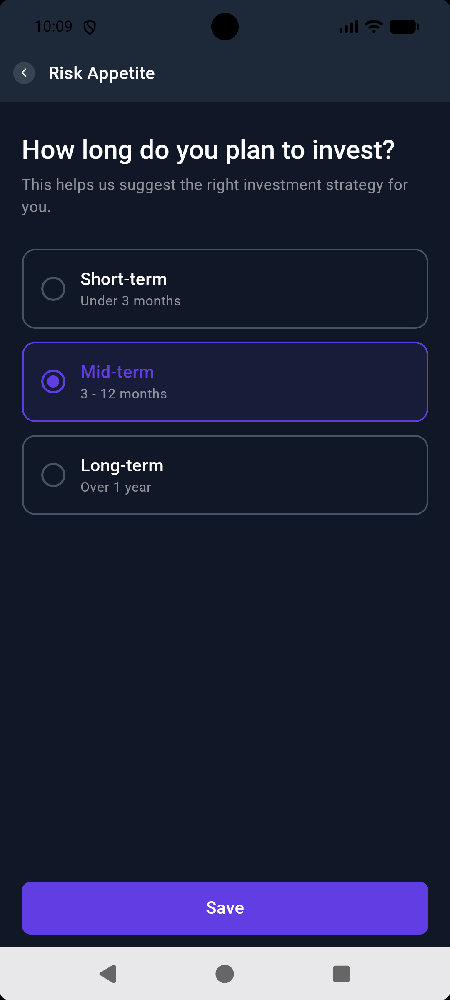 10:09
Risk Appetite
How long do you plan to invest?
This helps us suggest the right investment strategy for
you.
Short-term
Under 3 months
Mid-term
3 - 12 months
Long-term
Over 1 year
Save